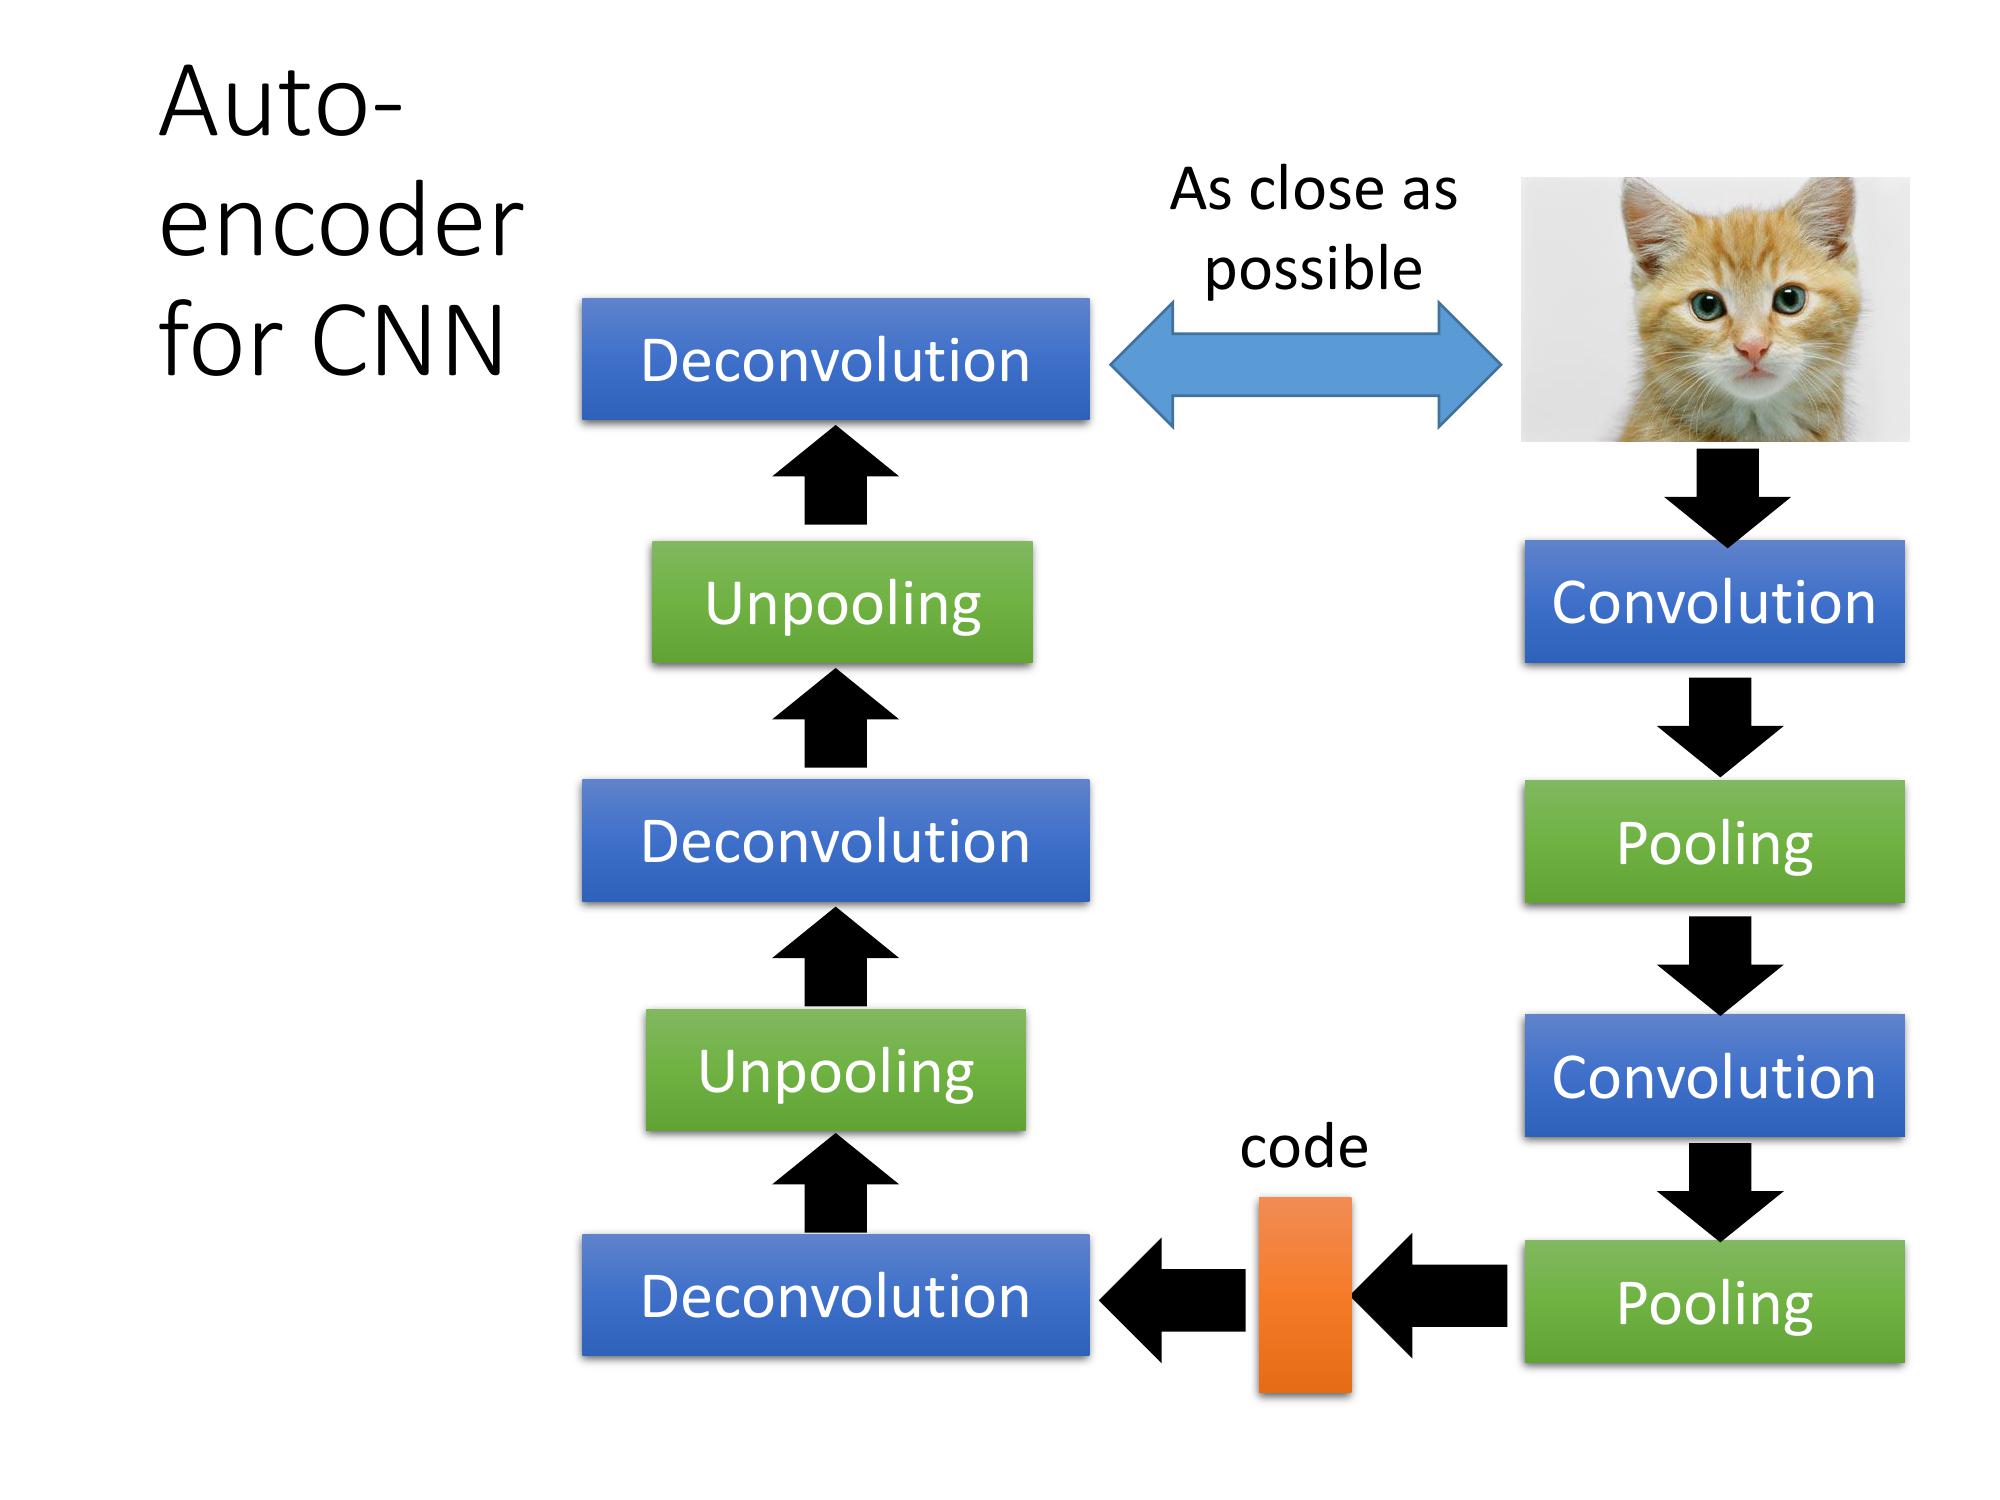 Auto-
encoder
for CNN
As close as
possible
Deconvolution
Unpooling
Convolution
Deconvolution
Pooling
Unpooling
Convolution
code
Deconvolution
Pooling